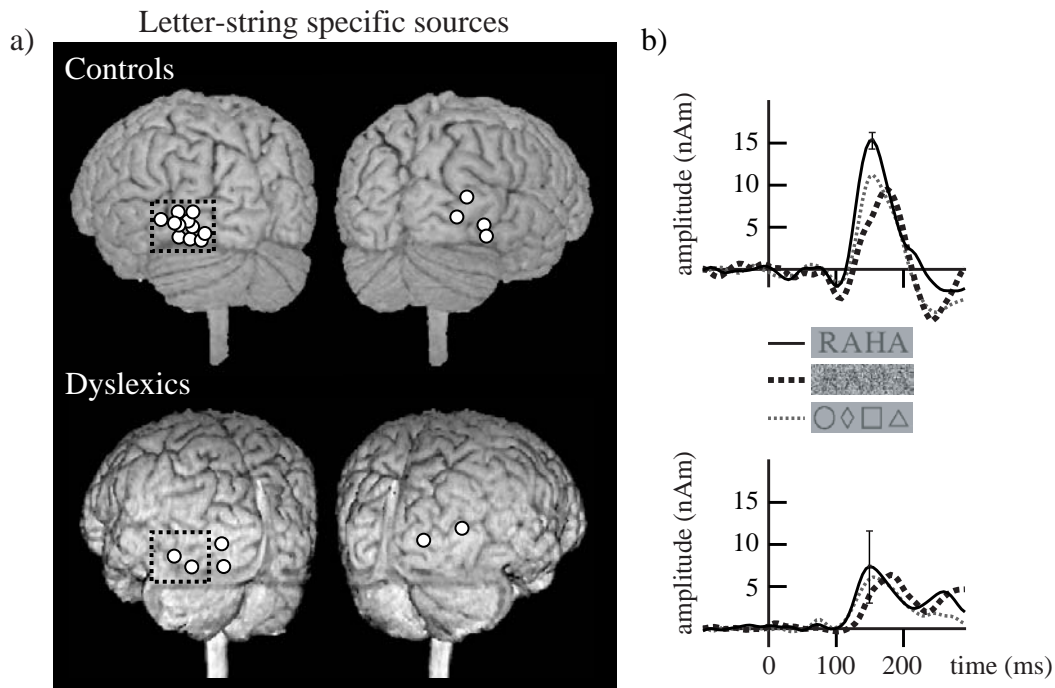 Letter-string specific sources
a)
Controls
Dyslexics
b)
amplitude (nAm)
15
10
5
RAHA
amplitude (nAm)
15
10
5
0 100 200 time (ms)